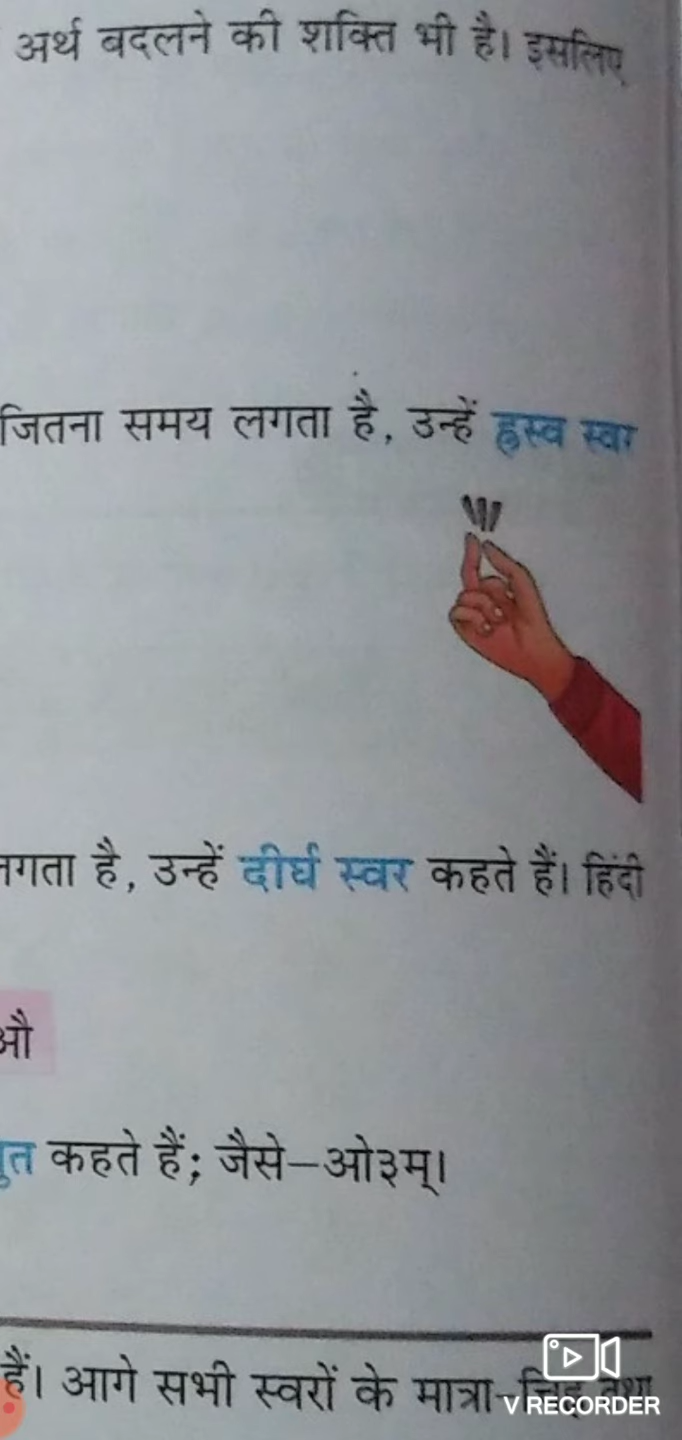 अर्थ बदलने की शक्ति भी है। इसलिए
जितना समय लगता है, उन्हें ह्रस्व स्वर
है, उन्हें दीर्घ स्वर कहते हैं। हिंदी
औ
कहते हैं; जैसे–ओ३म्।
हैं। आगे सभी स्वरों के मात्रा-चिह्न तथा
V RECORDER